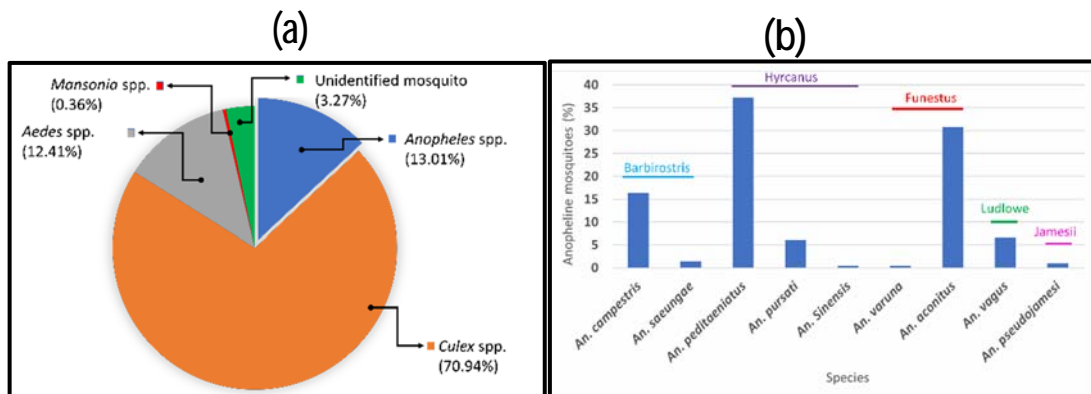 (a)
Mansonia spp.
(0.36%)
Unidentified mosquito
(3.27%)
Aedes spp.
(12.41%)
Anopheles spp.
(13.01%)
Culex spp.
(70.94%)
(b)
Anopheline mosquitoes (%)
40
35
30
25
20
15
10
5
0
Hyrcanus
Funestus
Barbirostris
Ludlowe
Jamesii
An. campestris
An. saeungae
An. peditaeniatus
An. pursati
An. Sinensis
An. varuna
An. aconitus
An. vagus
An. pseudojamesi
Species